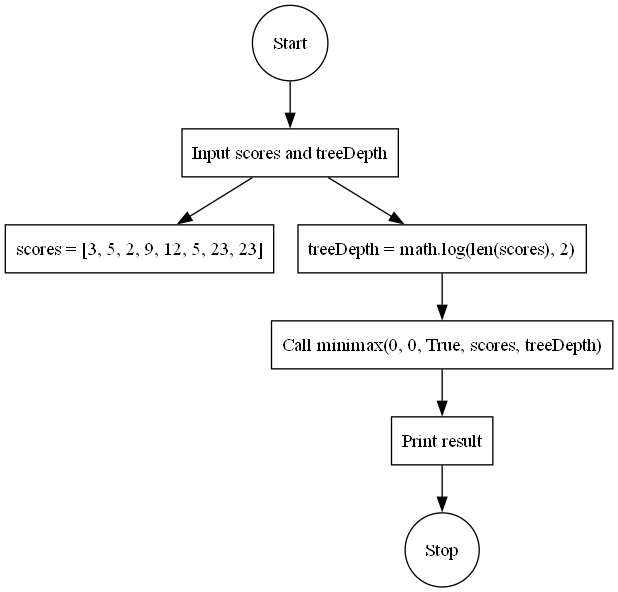 Start
Input scores and treeDepth
scores = [3, 5, 2, 9, 12, 5, 23, 23]
treeDepth = math.log(len(scores), 2)
Call minimax(0, 0, True, scores, treeDepth)
Print result
Stop